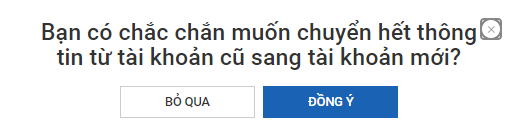 Bạn có chắc chắn muốn chuyển hết thông
tin từ tài khoản cũ sang tài khoản mới?
BỎ QUA
ĐỒNG Ý